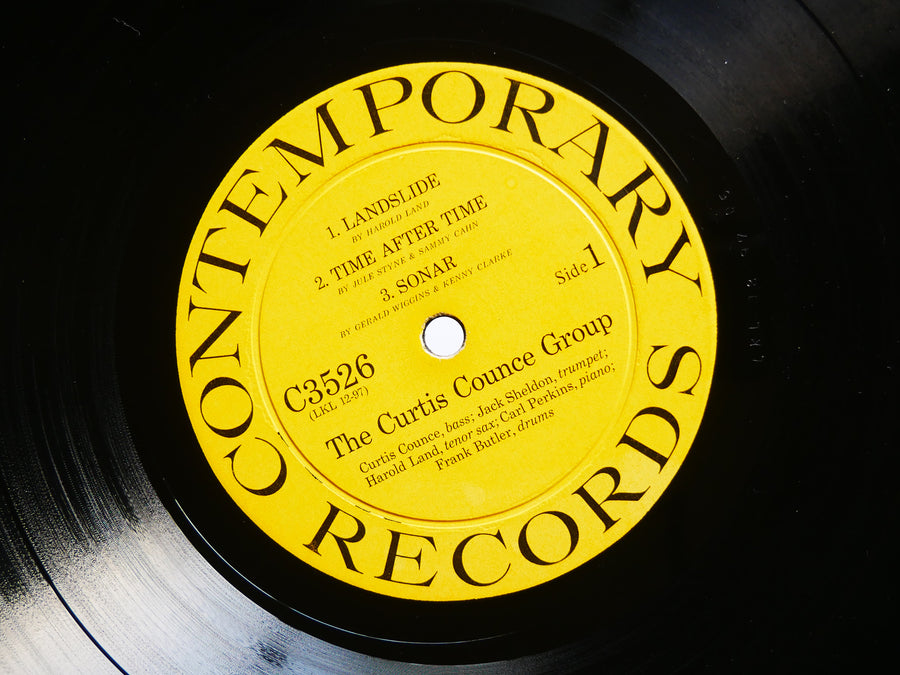 CONTEMPORARY
RECORDS
1. LANDSLIDE
BY HAROLD LAND
2. TIME AFTER TIME
BY JULE STYNE & SAMMY CAHN
3. SONAR
BY GERALD WIGGINS & KENNY CLARKE
Side 1
C3526
(LKL 12-97)
The Curtis Counce Group
Curtis Counce, bass; Jack Sheldon, trumpet;
Harold Land, tenor sax; Carl Perkins, piano;
Frank Butler, drums